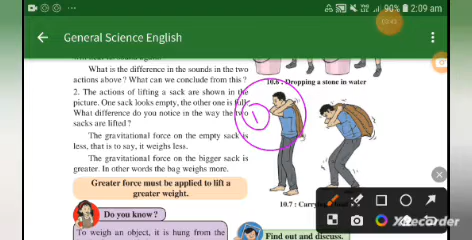 2:09 am
90%
03:43
General Science English
What is the difference in the sounds in the two
actions above ? What can we conclude from this ?
10.6 : Dropping a stone in water
2. The actions of lifting a sack are shown in the
picture. One sack looks empty, the other one is full.
What difference do you notice in the way the two
sacks are lifted ?
The gravitational force on the empty sack is
less, that is to say, it weighs less.
The gravitational force on the bigger sack is
greater. In other words the bag weighs more.
Greater force must be applied to lift a
greater weight.
1
10.7 : Carrying
Do you know?
To weigh an object, it is hung from the
Find out and discuss.
XRecorder